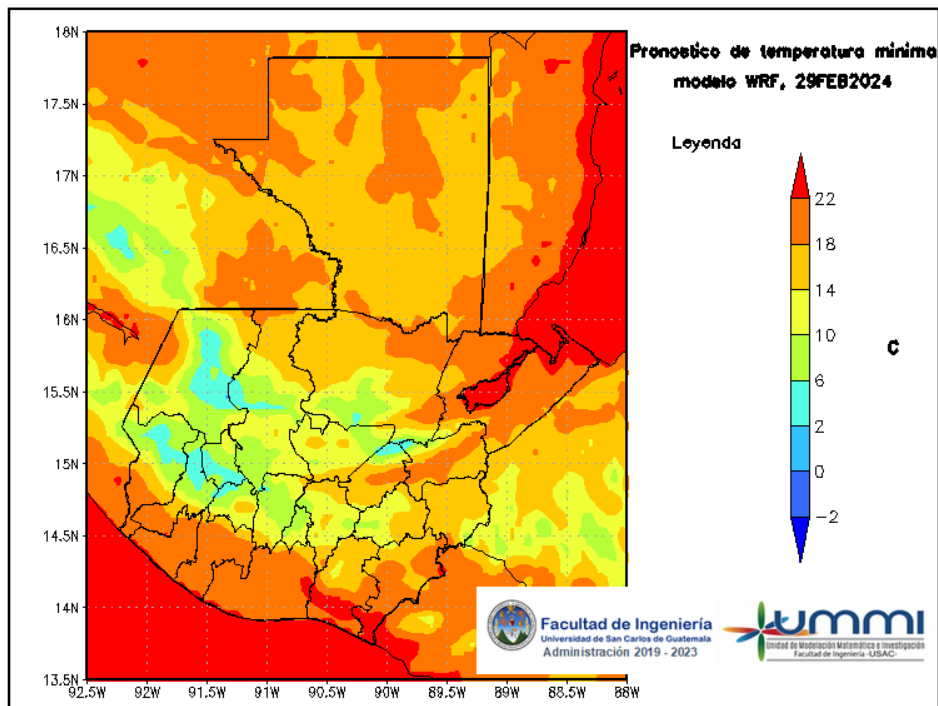 Pronostico de temperatura minima
modelo WRF, 29FEB2024
Leyenda
22
18
14
10
6
2
0
−2
C
18N
17.5N
17N
16.5N
16N
15.5N
15N
14.5N
14N
13.5N
92.5W
92W
91.5W
91W
90.5W
90W
89.5W
89W
88.5W
88W
Facultad de Ingeniería
Universidad de San Carlos de Guatemala
Administración 2019 - 2023
UMMI
Unidad de Modelación Matemática e Investigación
Facultad de Ingeniería -USAC-